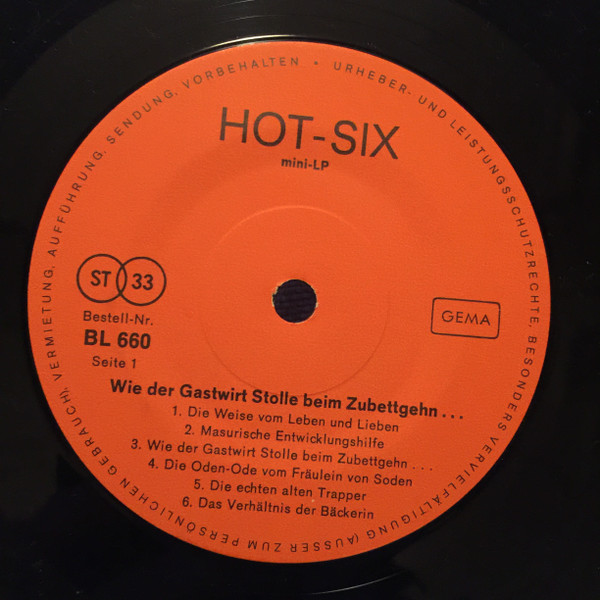 URHEBER- UND LEISTUNGSSCHUTZRECHTE, BESONDERS VERVIELFÄLTIGUNG (AUSSER ZUM PERSÖNLICHEN GEBRAUCH), VERMIETUNG, AUFFÜHRUNG, SENDUNG, VORBEHALTEN •
HOT-SIX
mini-LP
ST 33
GEMA
Bestell-Nr.
BL 660
Seite 1
Wie der Gastwirt Stolle beim Zubettgehn ...
1. Die Weise vom Leben und Lieben
2. Masurische Entwicklungshilfe
3. Wie der Gastwirt Stolle beim Zubettgehn ...
4. Die Oden-Ode vom Fräulein von Soden
5. Die echten alten Trapper
6. Das Verhältnis der Bäckerin